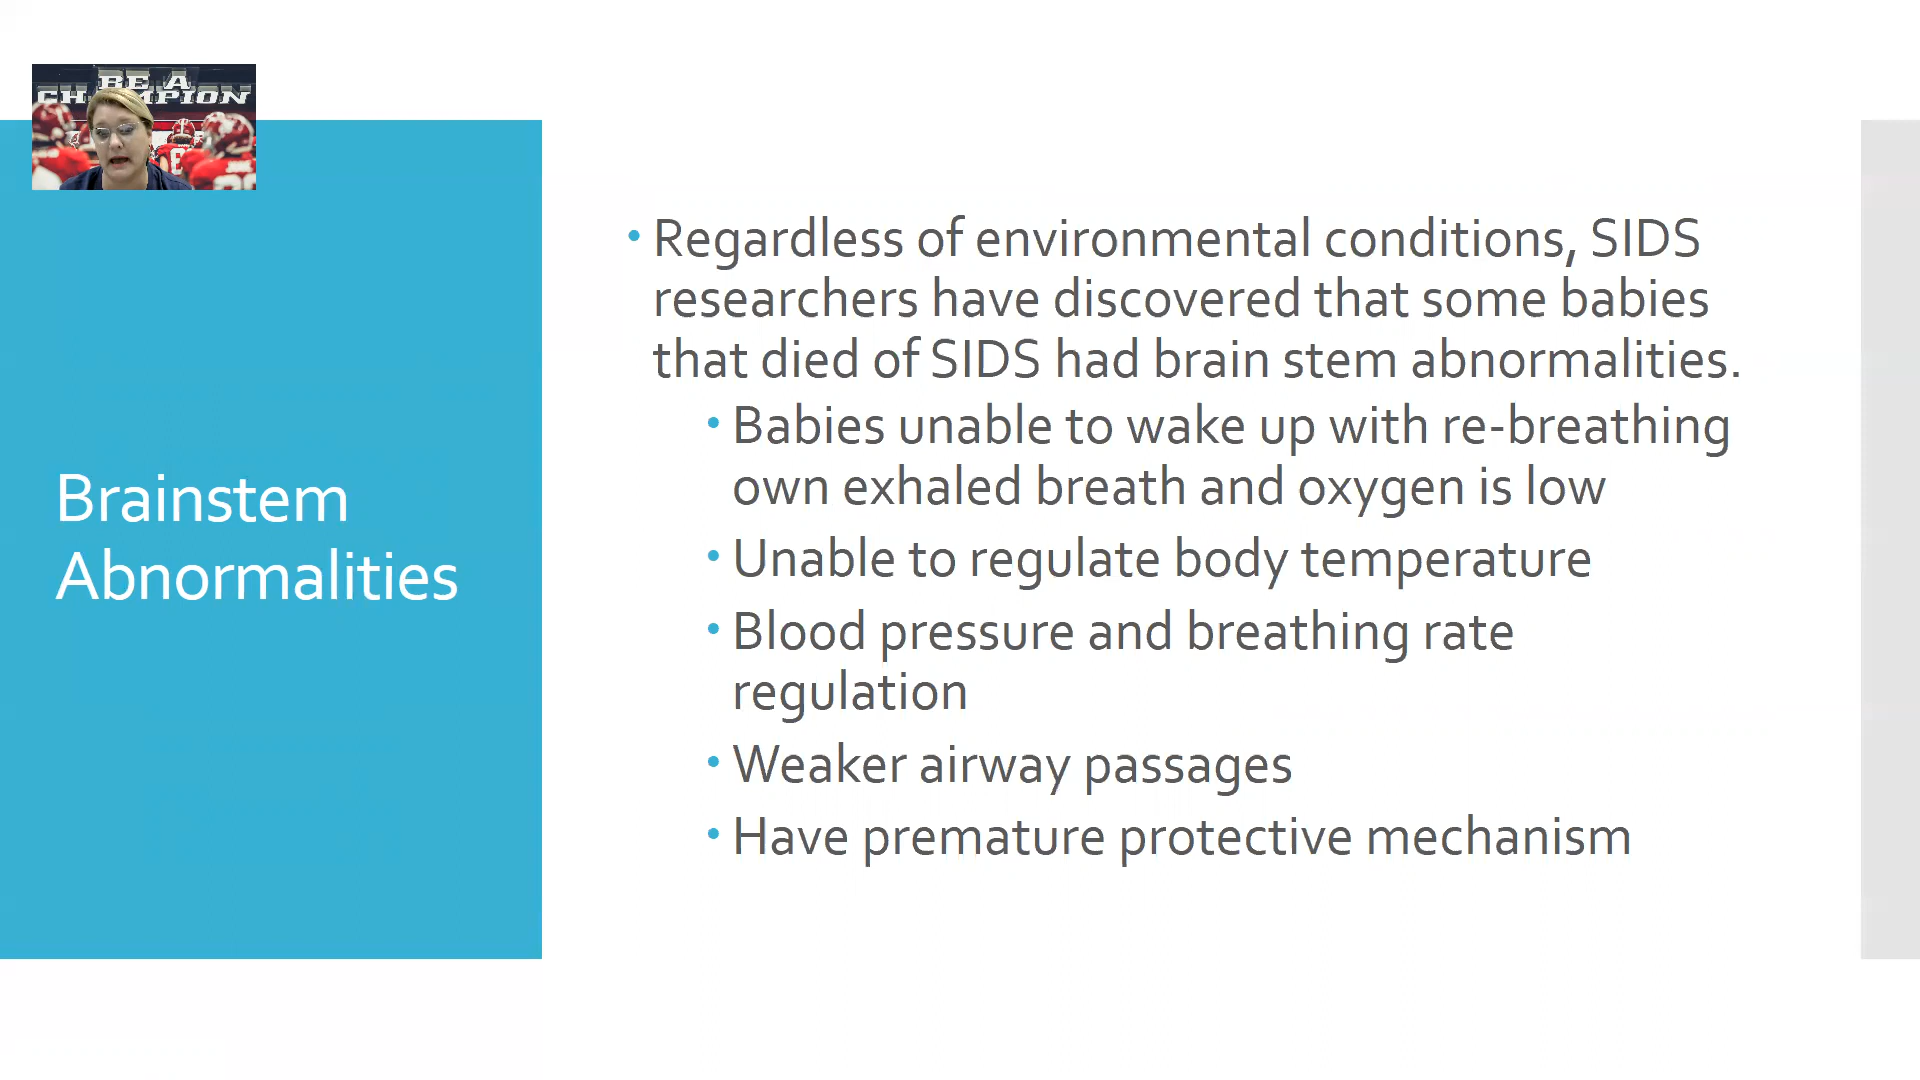 BE A
CHAMPION
Brainstem
Abnormalities
• Regardless of environmental conditions, SIDS
researchers have discovered that some babies
that died of SIDS had brain stem abnormalities.
• Babies unable to wake up with re-breathing
own exhaled breath and oxygen is low
• Unable to regulate body temperature
• Blood pressure and breathing rate
regulation
• Weaker airway passages
• Have premature protective mechanism